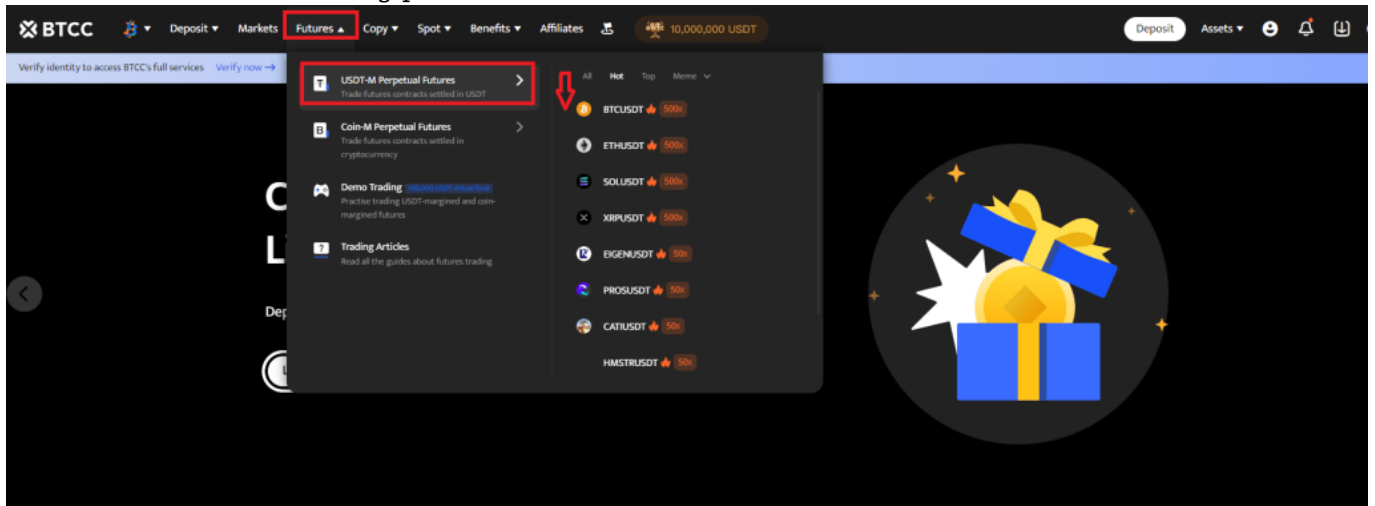 BTCC
Deposit
Markets
Futures
Copy
Spot
Benefits
Affiliates
10,000,000 USDT
Deposit
Assets
Verify identity to access BTCC's full services Verify now →
USDT-M Perpetual Futures
Trade futures contracts settled in USDT
Coin-M Perpetual Futures
Trade futures contracts settled in
cryptocurrency
Demo Trading
Practise trading USDT-margined and coin-
margined futures
Trading Articles
Read all the guides about futures trading
All Hot Top Meme
BTCUSDT 500x
ETHUSDT 500x
SOLUSDT 500x
XRPUSDT 500x
EIGENUSDT 50x
PROSUSDT 50x
CATIUSDT 50x
HMSTRUSDT 50x
C
Li
Dep